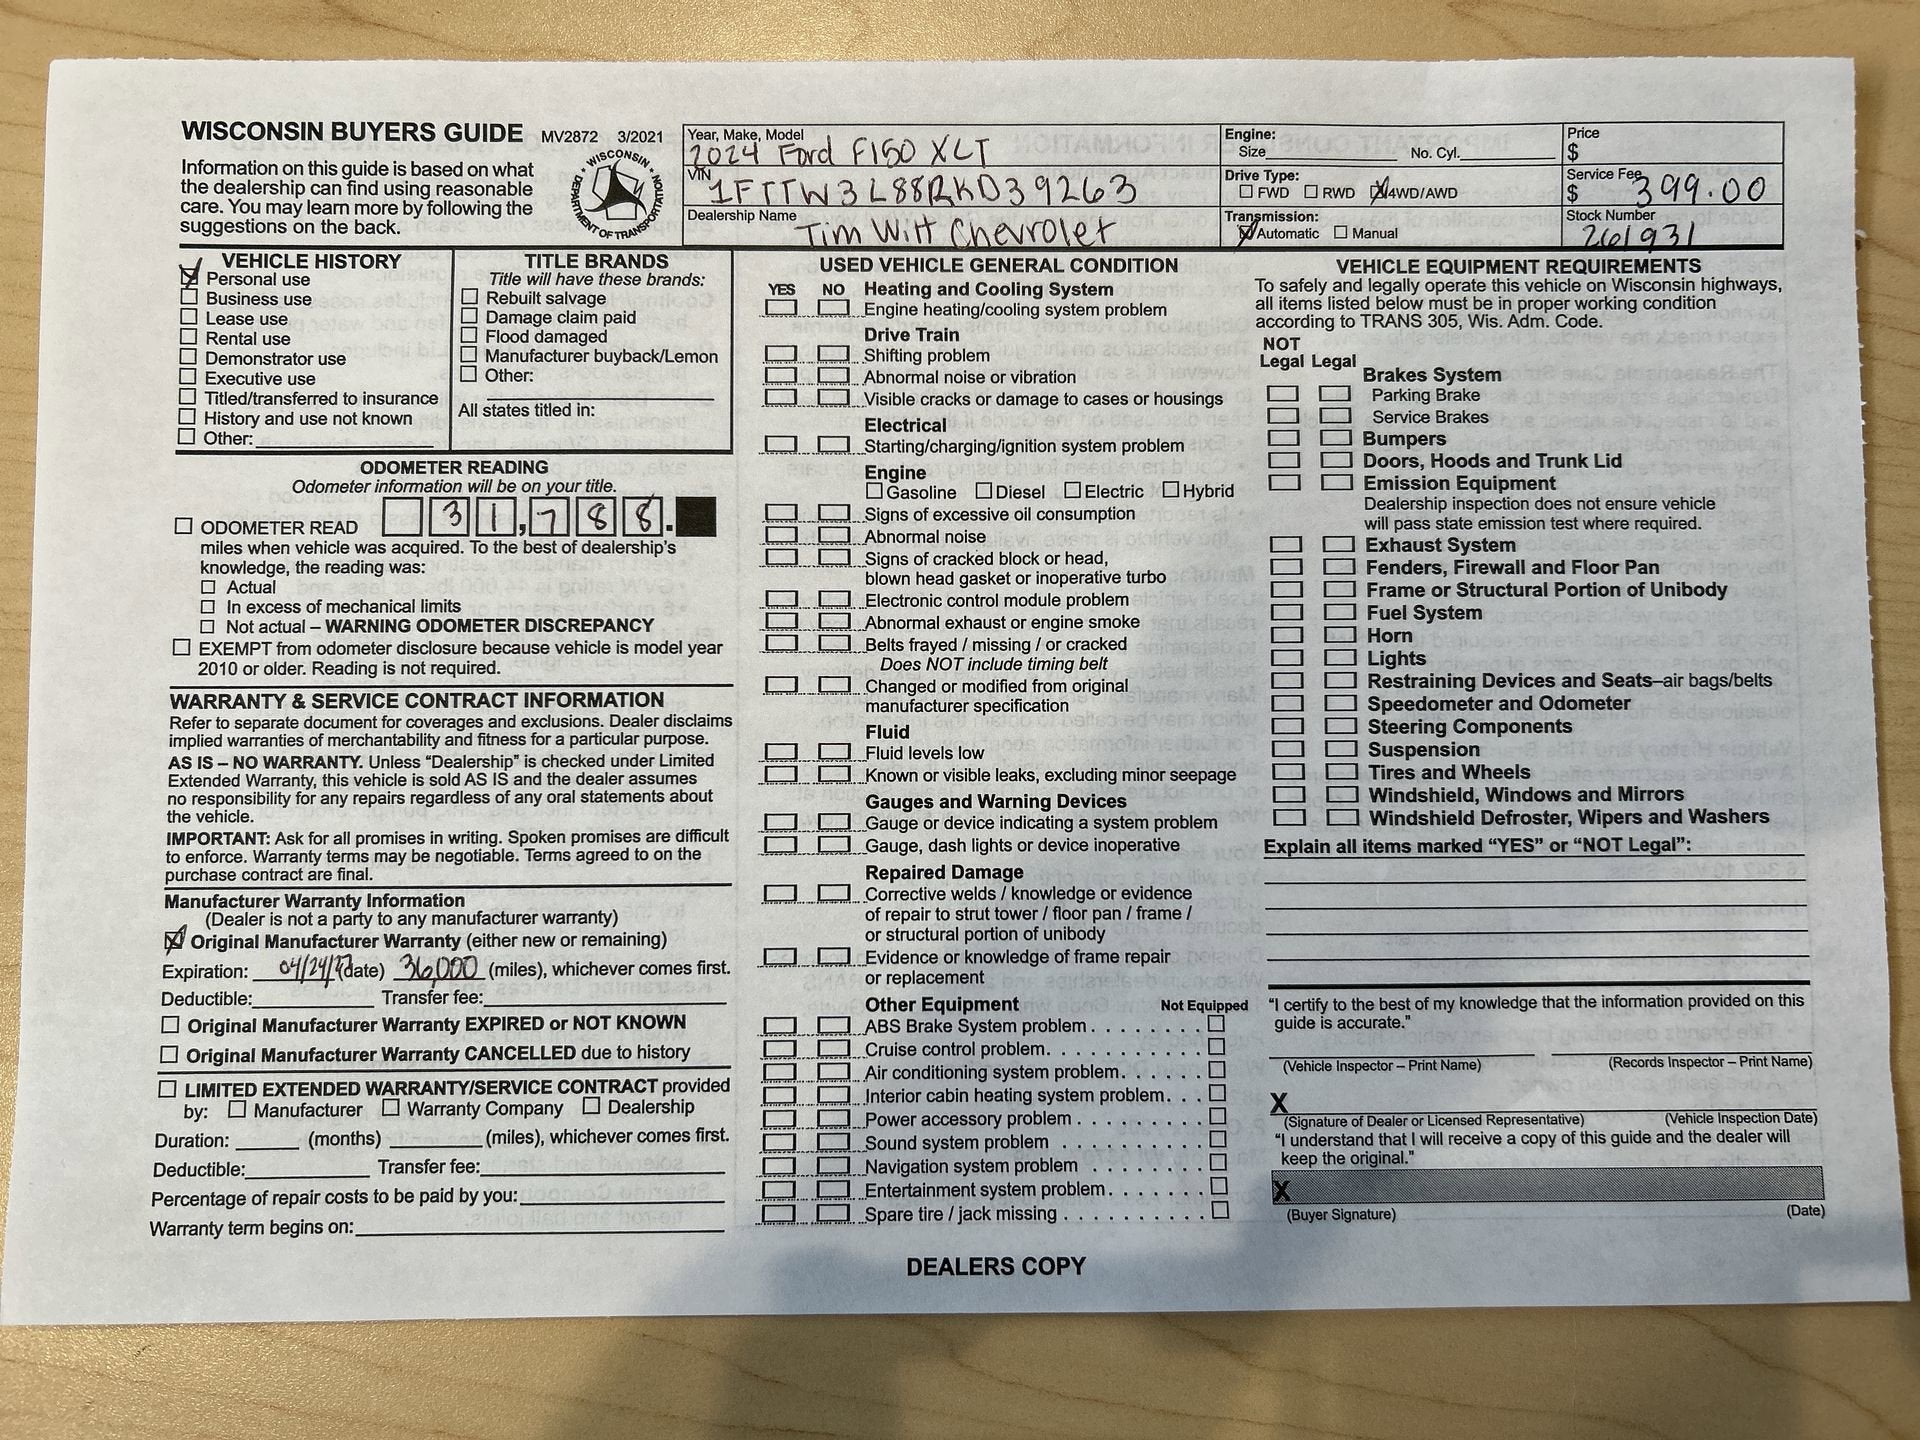 WISCONSIN BUYERS GUIDE MV2872 3/2021
Information on this guide is based on what
the dealership can find using reasonable
care. You may learn more by following the
suggestions on the back.
WISCONSIN DEPARTMENT OF TRANSPORTATION
Year, Make, Model
2024 Ford F150 XLT
VIN
1FTTW3L88RKD39263
Dealership Name
Tim Witt Chevrolet
Engine:
Size No. Cyl.
Drive Type:
FWD RWD 4WD/AWD
Transmission:
Automatic Manual
Price
$
Service Fee
$ 399.00
Stock Number
261931
VEHICLE HISTORY
Personal use
Business use
Lease use
Rental use
Demonstrator use
Executive use
Titled/transferred to insurance
History and use not known
Other:
TITLE BRANDS
Title will have these brands:
Rebuilt salvage
Damage claim paid
Flood damaged
Manufacturer buyback/Lemon
Other:
All states titled in:
ODOMETER READING
Odometer information will be on your title.
ODOMETER READ 31,788.
miles when vehicle was acquired. To the best of dealership's
knowledge, the reading was:
Actual
In excess of mechanical limits
Not actual – WARNING ODOMETER DISCREPANCY
EXEMPT from odometer disclosure because vehicle is model year
2010 or older. Reading is not required.
WARRANTY & SERVICE CONTRACT INFORMATION
Refer to separate document for coverages and exclusions. Dealer disclaims
implied warranties of merchantability and fitness for a particular purpose.
AS IS – NO WARRANTY. Unless "Dealership" is checked under Limited
Extended Warranty, this vehicle is sold AS IS and the dealer assumes
no responsibility for any repairs regardless of any oral statements about
the vehicle.
IMPORTANT: Ask for all promises in writing. Spoken promises are difficult
to enforce. Warranty terms may be negotiable. Terms agreed to on the
purchase contract are final.
Manufacturer Warranty Information
(Dealer is not a party to any manufacturer warranty)
Original Manufacturer Warranty (either new or remaining)
Expiration: 04/24/27 (date) 36,000 (miles), whichever comes first.
Deductible: Transfer fee:
Original Manufacturer Warranty EXPIRED or NOT KNOWN
Original Manufacturer Warranty CANCELLED due to history
LIMITED EXTENDED WARRANTY/SERVICE CONTRACT provided
by: Manufacturer Warranty Company Dealership
Duration: (months) (miles), whichever comes first.
Deductible: Transfer fee:
Percentage of repair costs to be paid by you:
Warranty term begins on:
USED VEHICLE GENERAL CONDITION
YES NO Heating and Cooling System
Engine heating/cooling system problem
Drive Train
Shifting problem
Abnormal noise or vibration
Visible cracks or damage to cases or housings
Electrical
Starting/charging/ignition system problem
Engine
Gasoline Diesel Electric Hybrid
Signs of excessive oil consumption
Abnormal noise
Signs of cracked block or head,
blown head gasket or inoperative turbo
Electronic control module problem
Abnormal exhaust or engine smoke
Belts frayed / missing / or cracked
Does NOT include timing belt
Changed or modified from original
manufacturer specification
Fluid
Fluid levels low
Known or visible leaks, excluding minor seepage
Gauges and Warning Devices
Gauge or device indicating a system problem
Gauge, dash lights or device inoperative
Repaired Damage
Corrective welds / knowledge or evidence
of repair to strut tower / floor pan / frame /
or structural portion of unibody
Evidence or knowledge of frame repair
or replacement
Other Equipment Not Equipped
ABS Brake System problem
Cruise control problem
Air conditioning system problem
Interior cabin heating system problem
Power accessory problem
Sound system problem
Navigation system problem
Entertainment system problem
Spare tire / jack missing
VEHICLE EQUIPMENT REQUIREMENTS
To safely and legally operate this vehicle on Wisconsin highways,
all items listed below must be in proper working condition
according to TRANS 305, Wis. Adm. Code.
NOT
Legal Legal
Brakes System
Parking Brake
Service Brakes
Bumpers
Doors, Hoods and Trunk Lid
Emission Equipment
Dealership inspection does not ensure vehicle
will pass state emission test where required.
Exhaust System
Fenders, Firewall and Floor Pan
Frame or Structural Portion of Unibody
Fuel System
Horn
Lights
Restraining Devices and Seats–air bags/belts
Speedometer and Odometer
Steering Components
Suspension
Tires and Wheels
Windshield, Windows and Mirrors
Windshield Defroster, Wipers and Washers
Explain all items marked "YES" or "NOT Legal":
"I certify to the best of my knowledge that the information provided on this
guide is accurate."
(Vehicle Inspector – Print Name) (Records Inspector – Print Name)
X
(Signature of Dealer or Licensed Representative) (Vehicle Inspection Date)
"I understand that I will receive a copy of this guide and the dealer will
keep the original."
X
(Buyer Signature) (Date)
DEALERS COPY